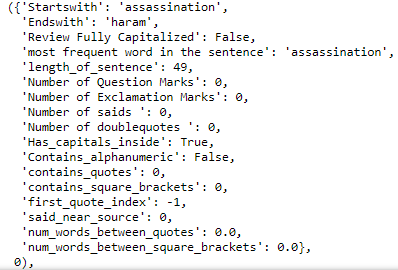 ({'Startswith': 'assassination',
'Endswith': 'haram',
'Review Fully Capitalized': False,
'most frequent word in the sentence': 'assassination',
'length_of_sentence': 49,
'Number of Question Marks': 0,
'Number of Exclamation Marks': 0,
'Number of saids ': 0,
'Number of doublequotes ': 0,
'Has_capitals_inside': True,
'Contains_alphanumeric': False,
'contains_quotes': 0,
'contains_square_brackets': 0,
'first_quote_index': -1,
'said_near_source': 0,
'num_words_between_quotes': 0.0,
'num_words_between_square_brackets': 0.0},
0),